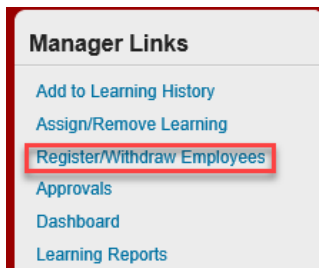 Manager Links
Add to Learning History
Assign/Remove Learning
Register/Withdraw Employees
Approvals
Dashboard
Learning Reports